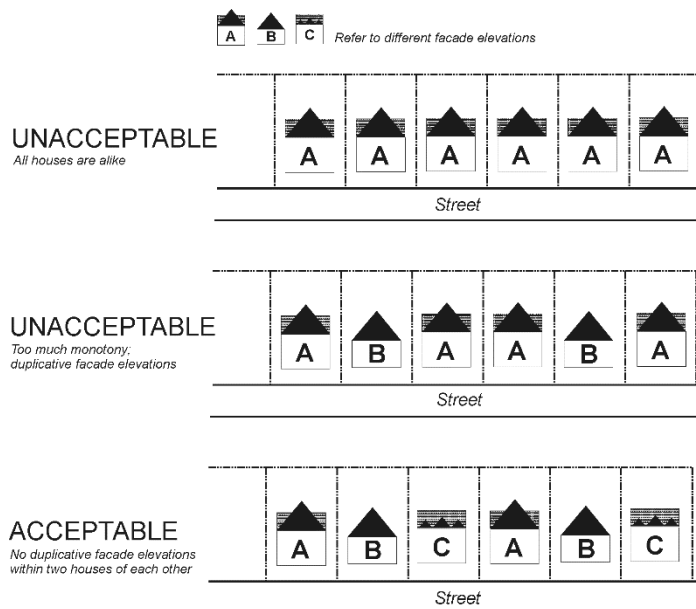 A B C Refer to different facade elevations
UNACCEPTABLE
All houses are alike
A A A A A A
Street
UNACCEPTABLE
Too much monotony;
duplicative facade elevations
A B A A B A
Street
ACCEPTABLE
No duplicative facade elevations
within two houses of each other
A B C A B C
Street